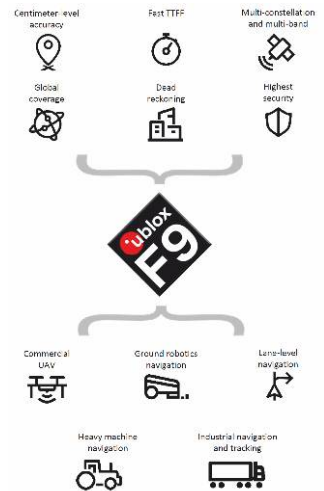 Centimeter-level
accuracy
Fast TTFF
Multi-constellation
and multi-band
Global
coverage
Dead
reckoning
Highest
security
ublox
F9
Commercial
UAV
Ground robotics
navigation
Lane-level
navigation
Heavy machine
navigation
Industrial navigation
and tracking